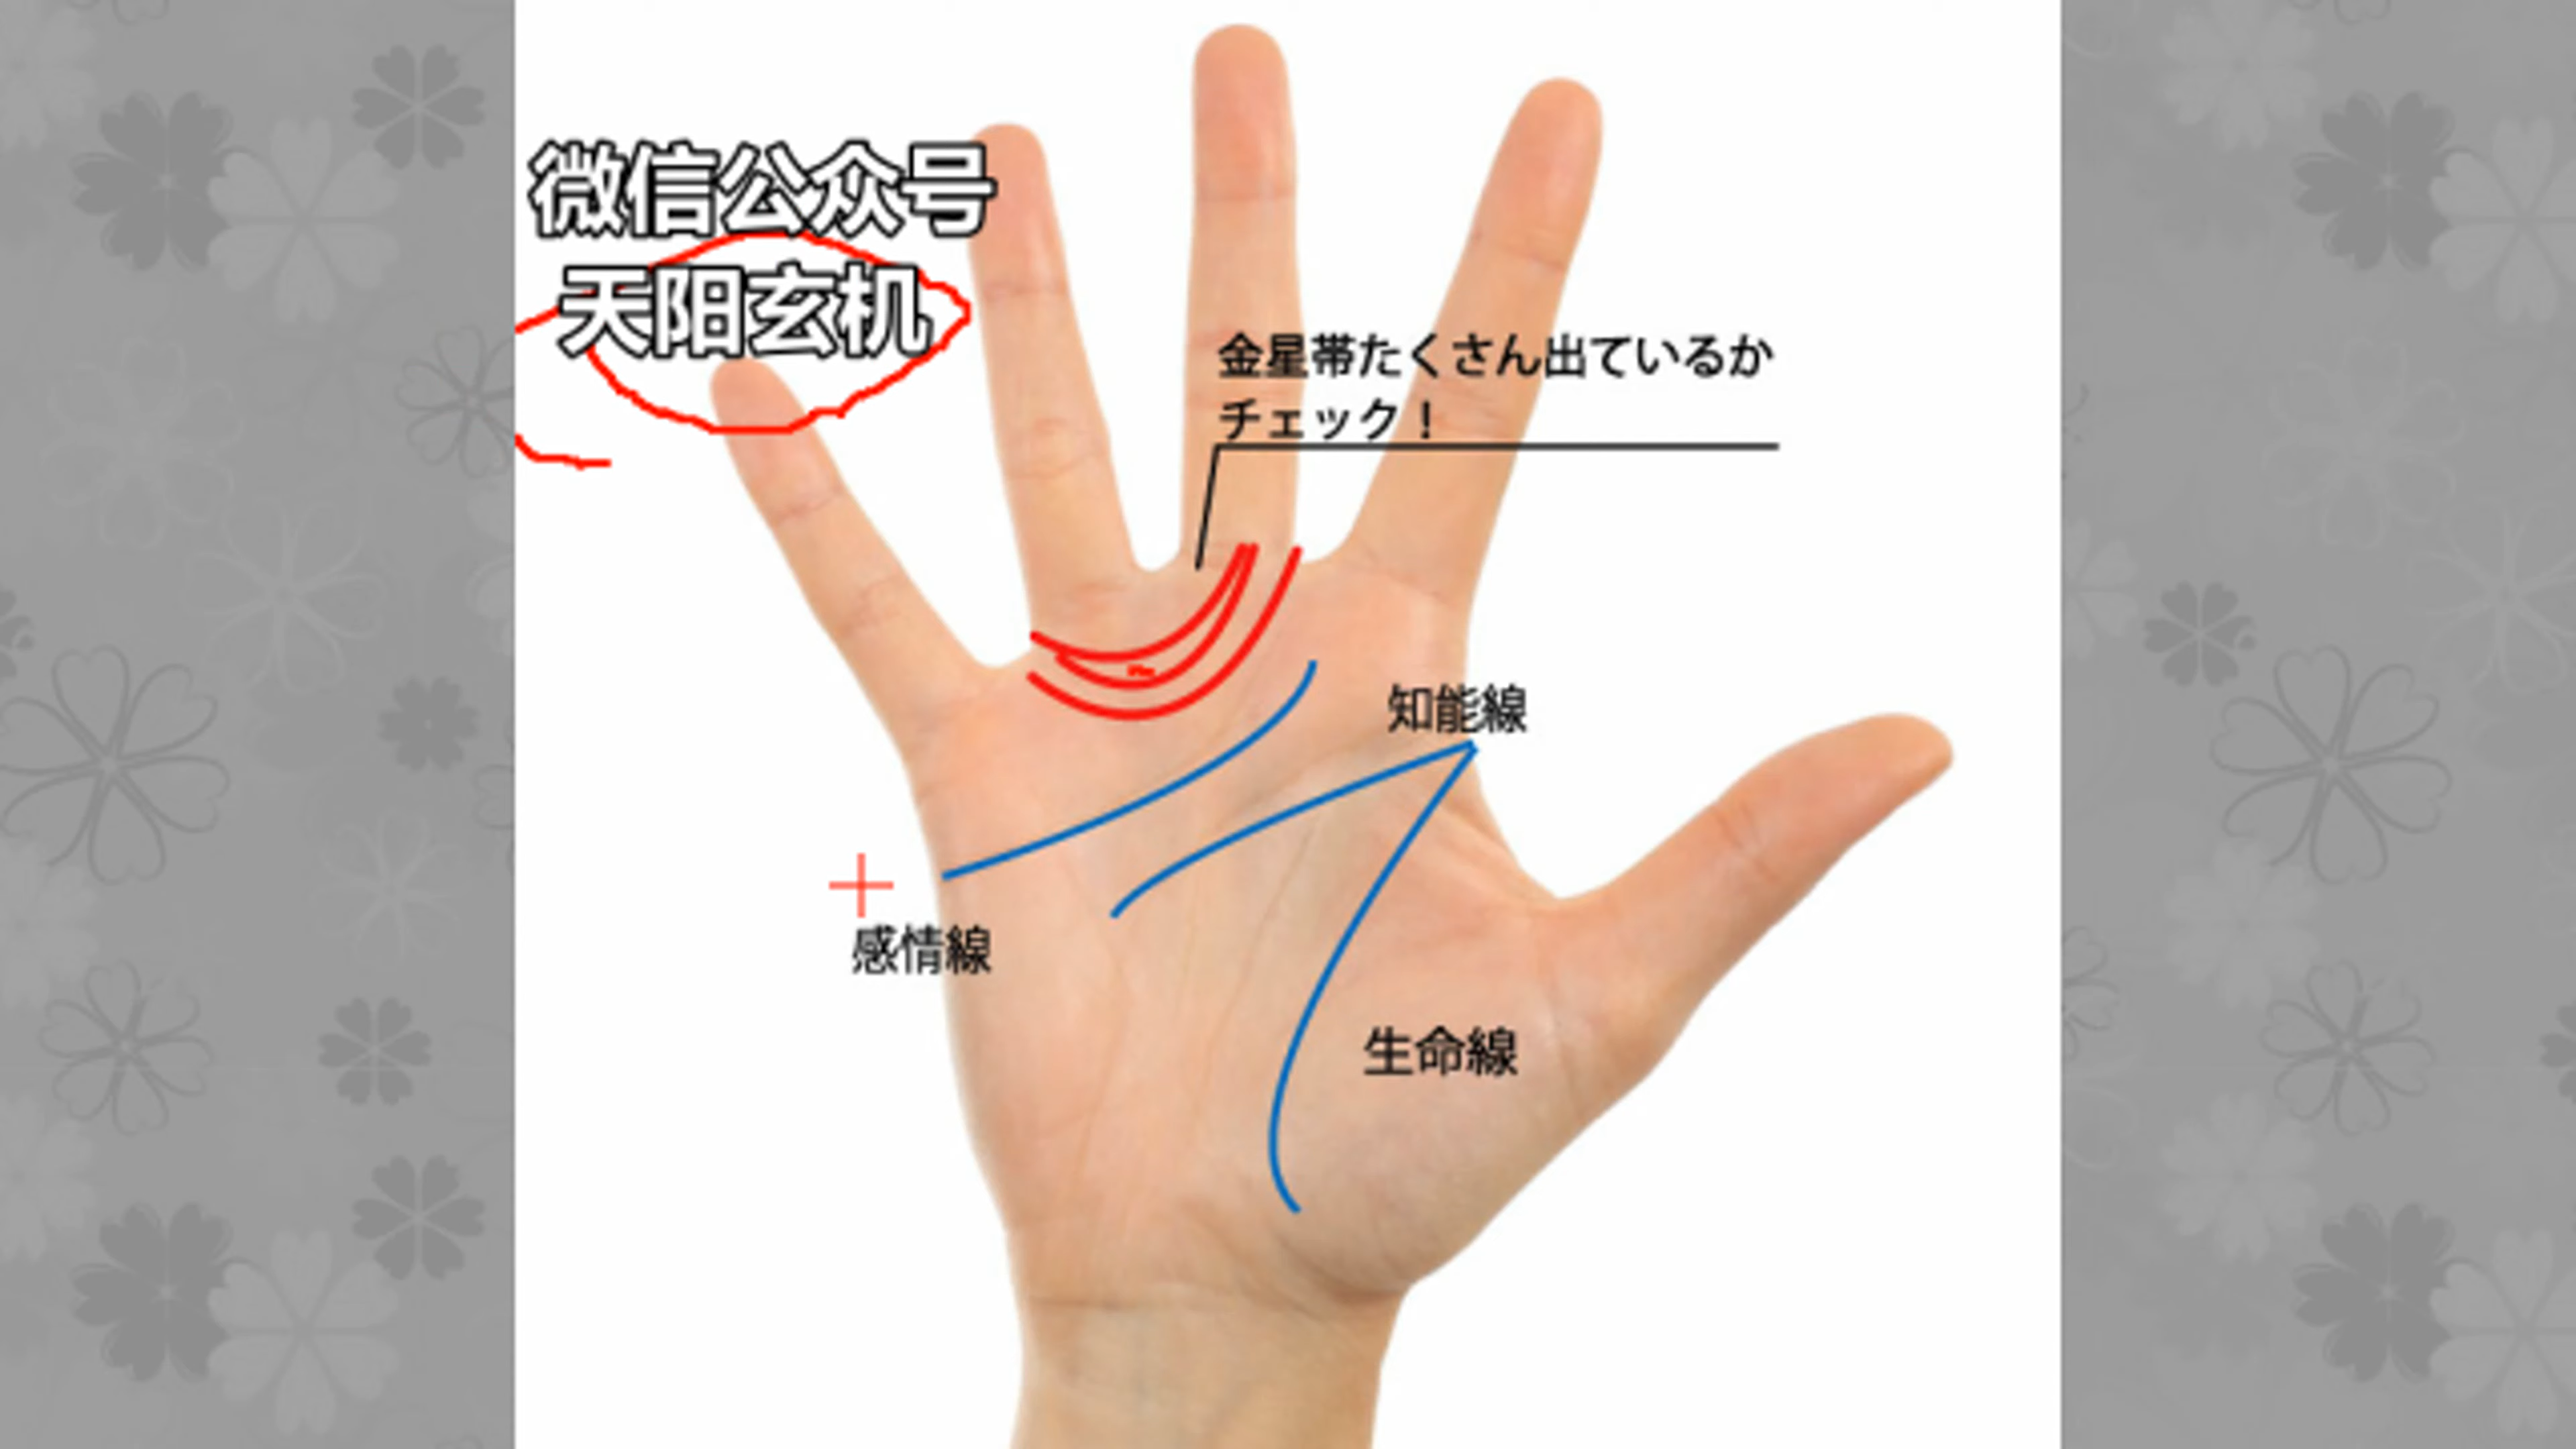 微信公众号
天阳玄机
金星帯たくさん出ているか
チェック！
知能線
感情線
生命線